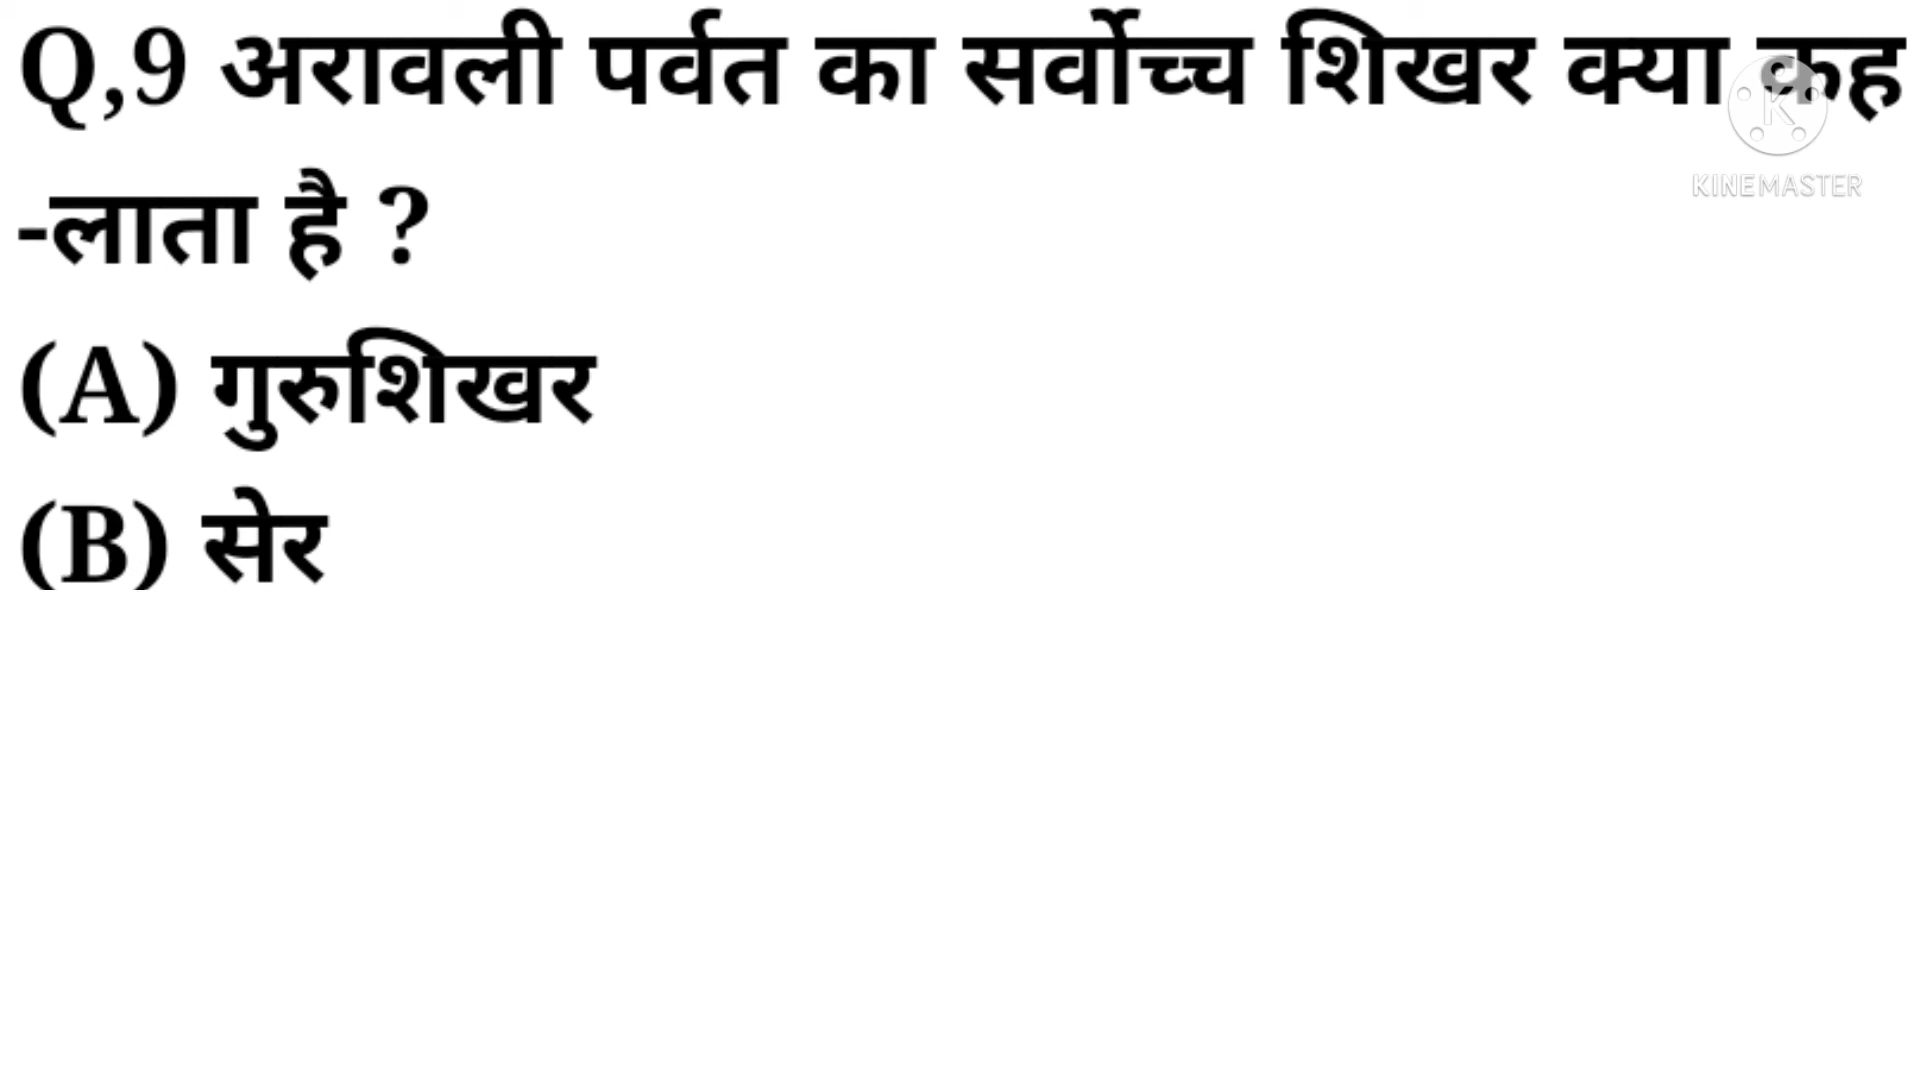 Q,9 अरावली पर्वत का सर्वोच्च शिखर क्या कह
-लाता है ?
(A) गुरुशिखर
(B) सेर
K
KINEMASTER